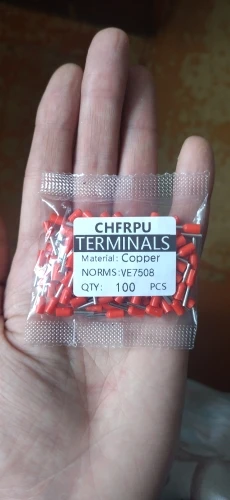 CHFRPU
TERMINALS
Material: Copper
NORMS:VE7508
QTY: 100 PCS